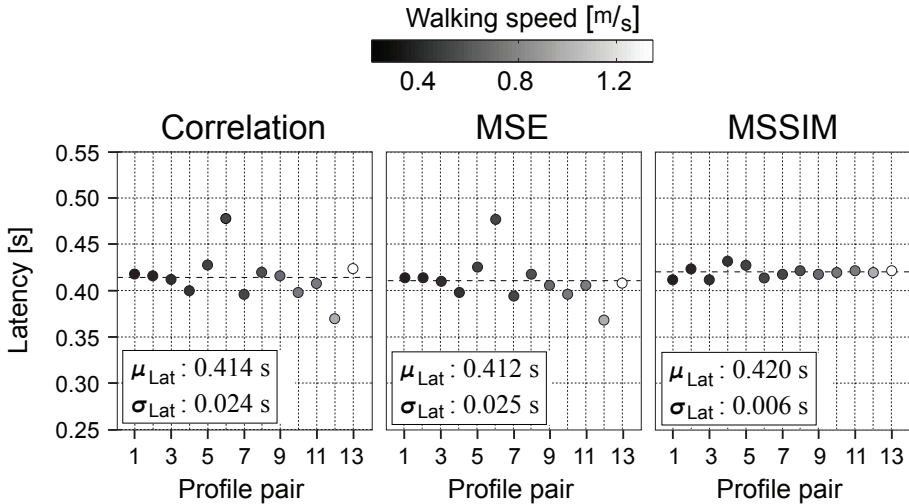 Walking speed [m/s]
0.4 0.8 1.2
Correlation MSE MSSIM
Latency [s]
0.55
0.50
0.45
0.40
0.35
0.30
0.25
μLat : 0.414 s
σLat : 0.024 s
μLat : 0.412 s
σLat : 0.025 s
μLat : 0.420 s
σLat : 0.006 s
1 3 5 7 9 11 13 1 3 5 7 9 11 13 1 3 5 7 9 11 13
Profile pair Profile pair Profile pair